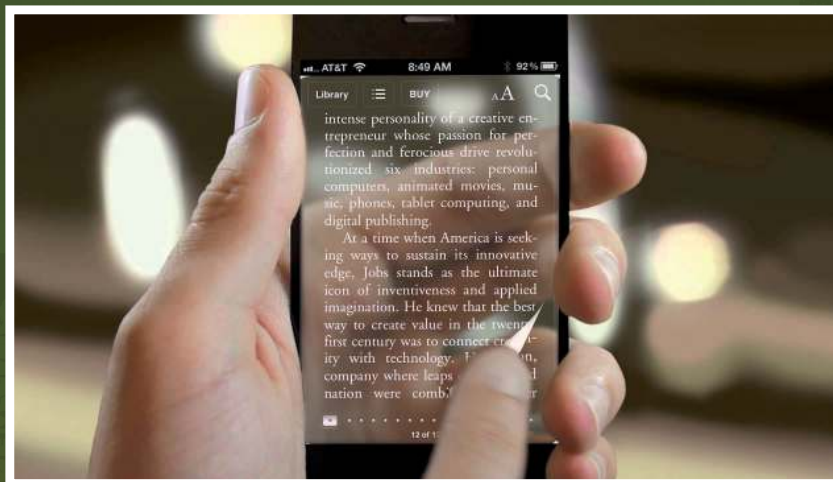 AT&T 8:49 AM 92%
Library BUY AA
intense personality of a creative en-
trepreneur whose passion for per-
fection and ferocious drive revolu-
tionized six industries: personal
computers, animated movies, mu-
sic, phones, tablet computing, and
digital publishing.
At a time when America is seek-
ing ways to sustain its innovative
edge, Jobs stands as the ultimate
icon of inventiveness and applied
imagination. He knew that the best
way to create value in the
first century was to connect
ity with technology.
company where leaps
nation were
12 of